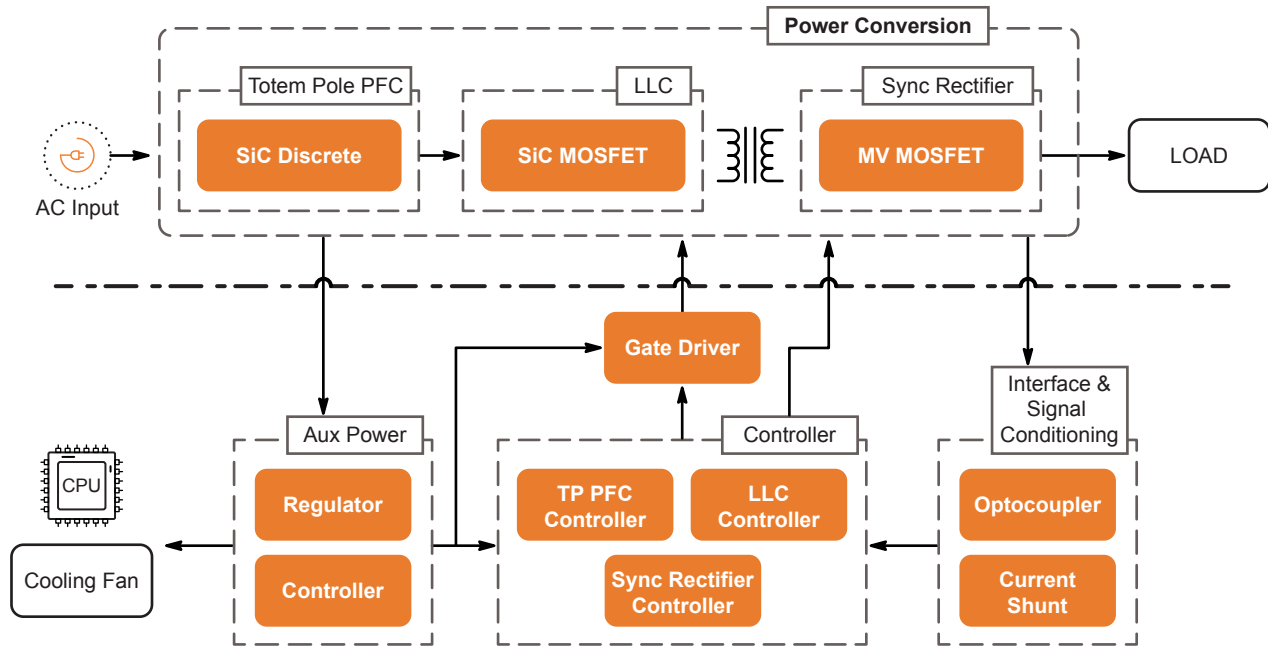 Power Conversion
Totem Pole PFC
LLC
Sync Rectifier
SiC Discrete
SiC MOSFET
MV MOSFET
LOAD
AC Input
Gate Driver
Interface &
Signal
Conditioning
Aux Power
Controller
CPU
Regulator
TP PFC
Controller
LLC
Controller
Optocoupler
Cooling Fan
Controller
Sync Rectifier
Controller
Current
Shunt